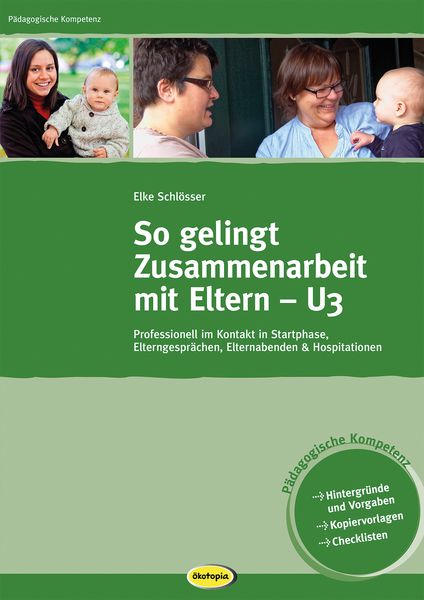 Pädagogische Kompetenz
Elke Schlösser
So gelingt
Zusammenarbeit
mit Eltern – U3
Professionell im Kontakt in Startphase,
Elterngesprächen, Elternabenden & Hospitationen
Pädagogische Kompetenz
Hintergründe
und Vorgaben
Kopiervorlagen
Checklisten
ökotopia